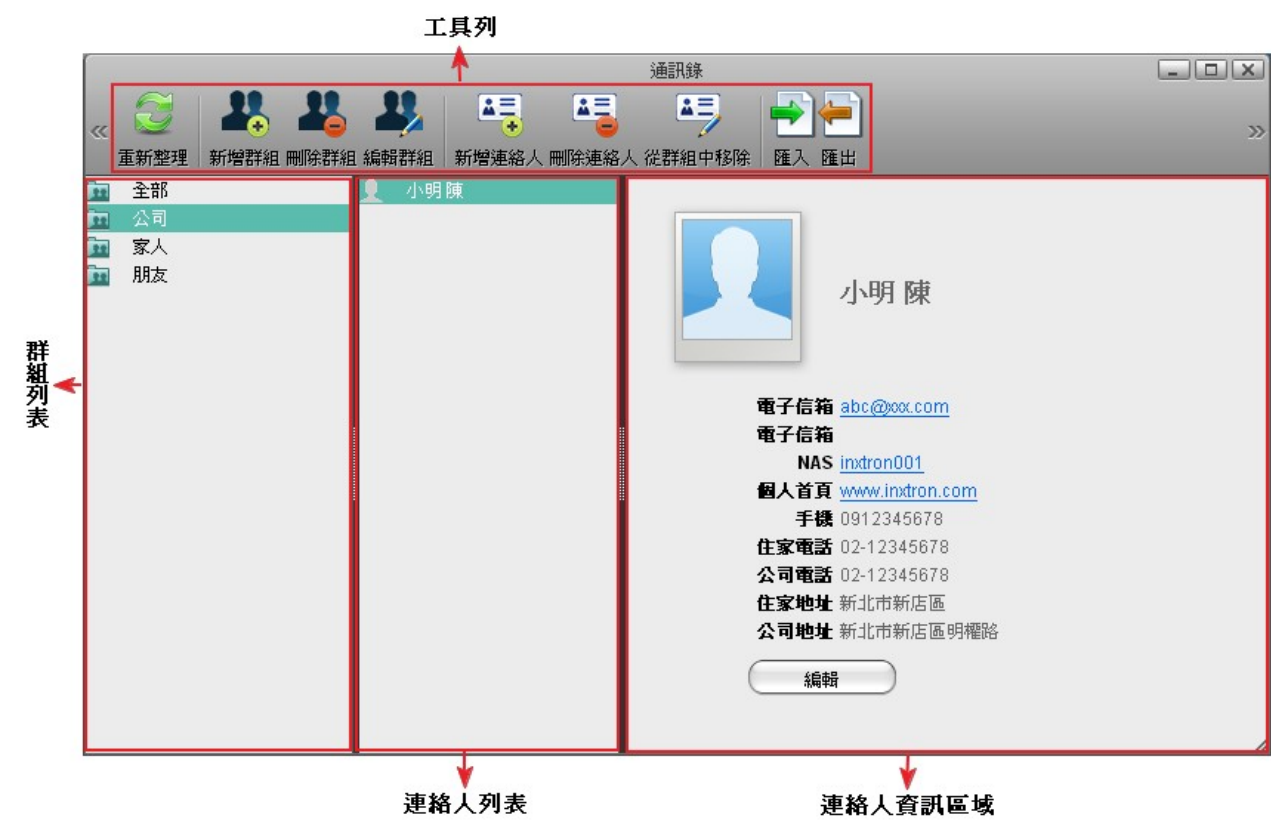 工具列
通訊錄
重新整理 新增群組 刪除群組 編輯群組 新增連絡人 刪除連絡人 從群組中移除 匯入 匯出
全部
公司
家人
朋友
群組列表
小明 陳
小明 陳
電子信箱 abc@xxx.com
電子信箱
NAS inxtron001
個人首頁 www.inxtron.com
手機 0912345678
住家電話 02-12345678
公司電話 02-12345678
住家地址 新北市新店區
公司地址 新北市新店區明權路
編輯
連絡人列表
連絡人資訊區域